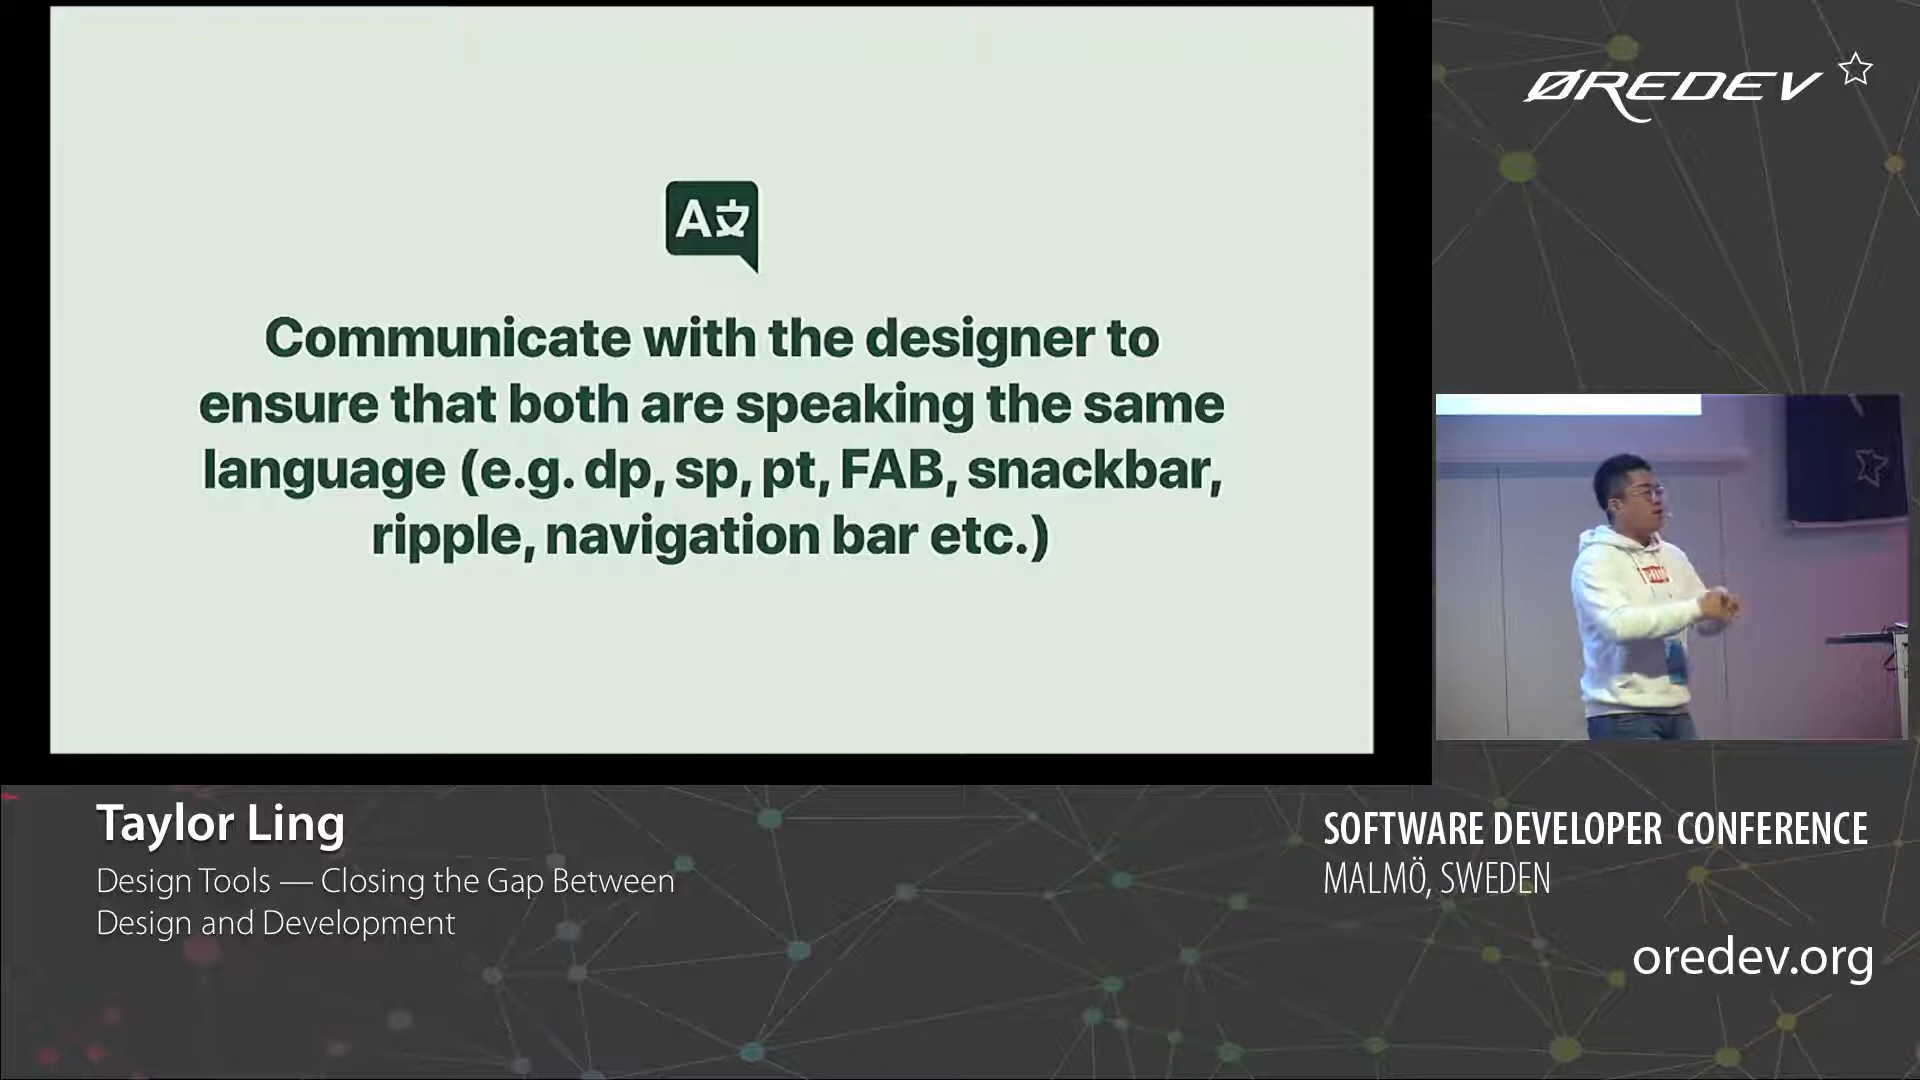 A文
Communicate with the designer to
ensure that both are speaking the same
language (e.g. dp, sp, pt, FAB, snackbar,
ripple, navigation bar etc.)
ØREDEV
Taylor Ling
Design Tools — Closing the Gap Between
Design and Development
SOFTWARE DEVELOPER CONFERENCE
MALMÖ, SWEDEN
oredev.org